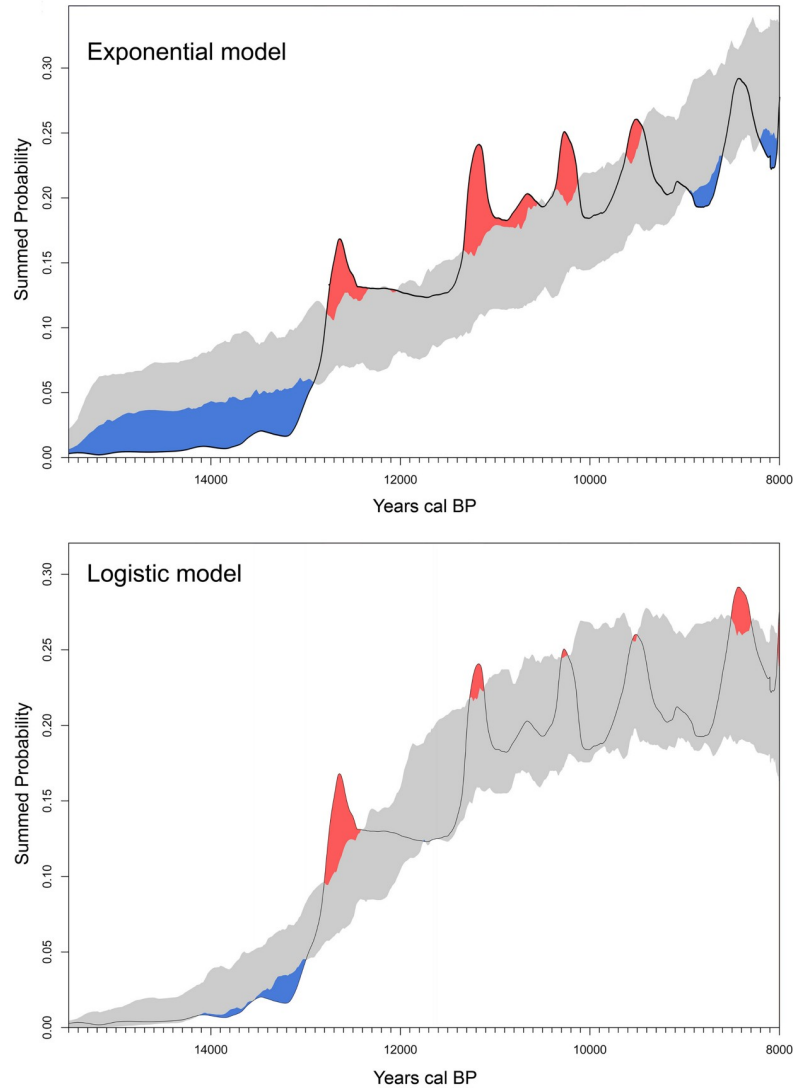 Exponential model
Summed Probability
0.30
0.25
0.20
0.15
0.10
0.05
0.00
14000 12000 10000 8000
Years cal BP
Logistic model
Summed Probability
0.30
0.25
0.20
0.15
0.10
0.05
0.00
14000 12000 10000 8000
Years cal BP